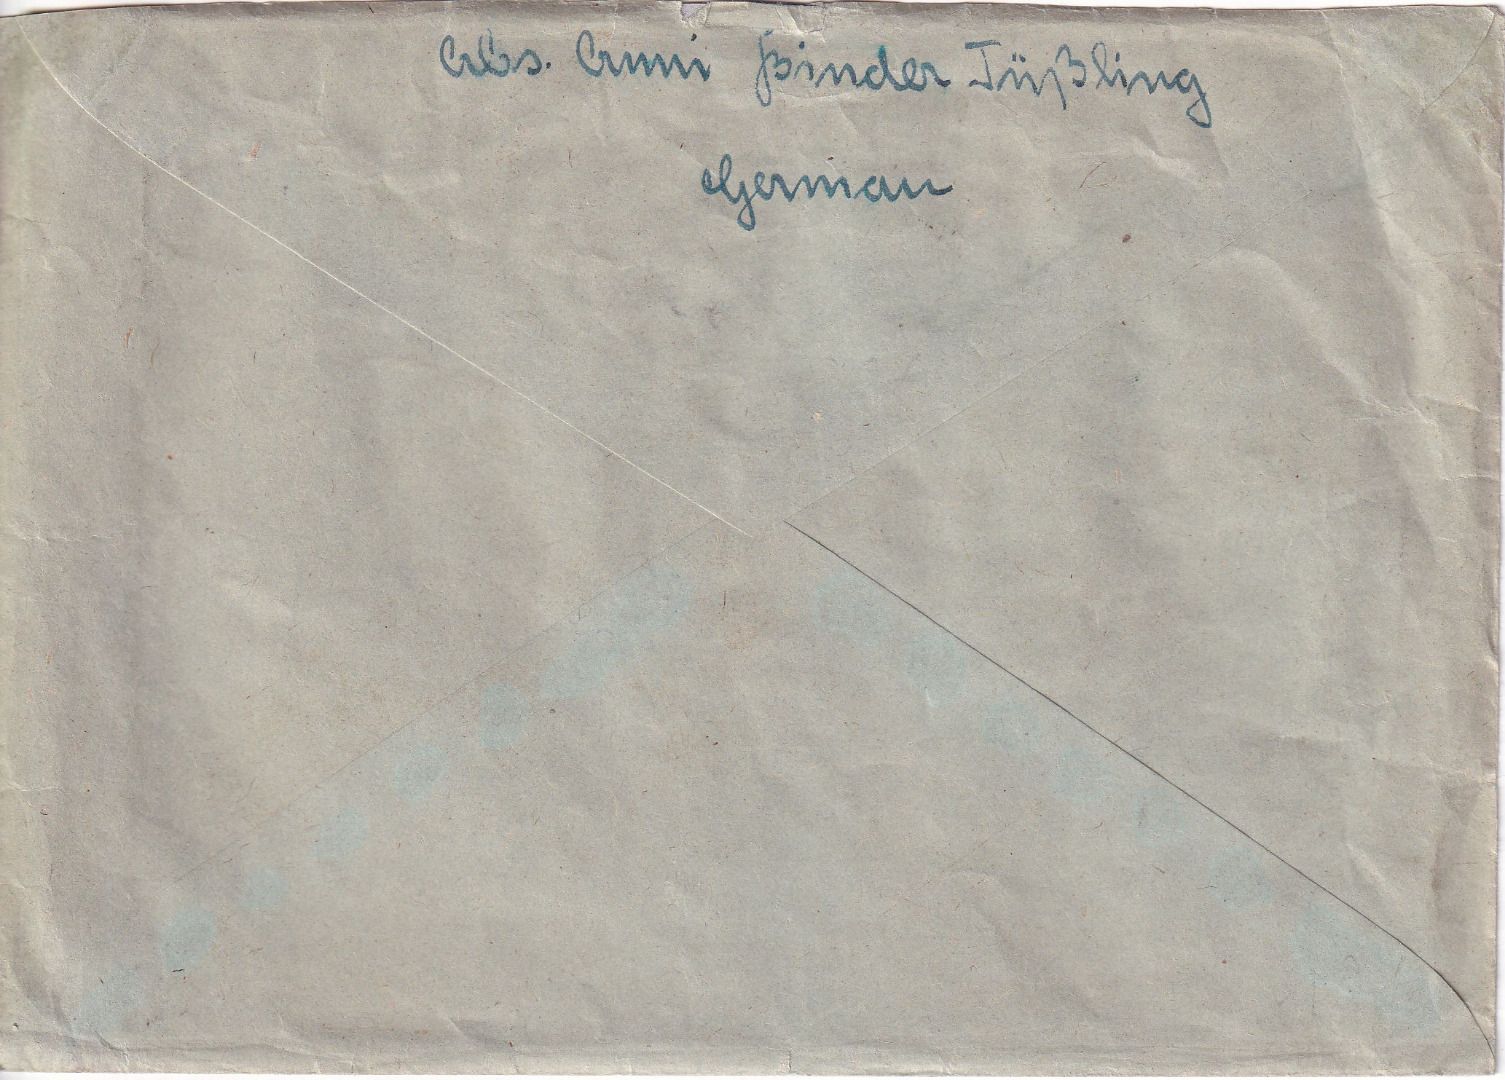 Abs. Anni Binder Tüßling
German